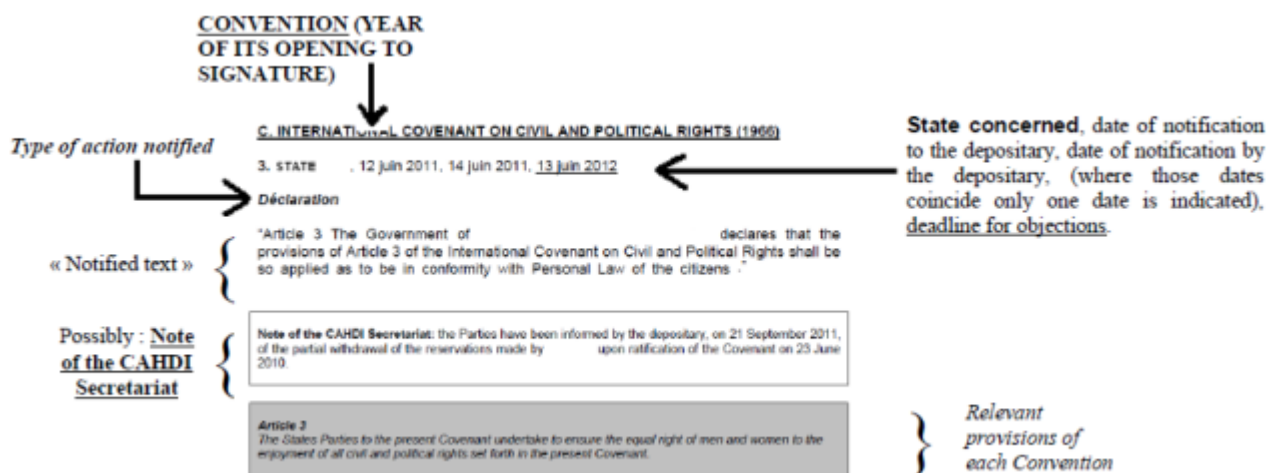 CONVENTION (YEAR
OF ITS OPENING TO
SIGNATURE)
C. INTERNATIONAL COVENANT ON CIVIL AND POLITICAL RIGHTS (1966)
Type of action notified
3. STATE , 12 juin 2011, 14 juin 2011, 13 juin 2012
Déclaration
State concerned, date of notification
to the depositary, date of notification by
the depositary, (where those dates
coincide only one date is indicated),
deadline for objections.
« Notified text »
"Article 3 The Government of declares that the
provisions of Article 3 of the International Covenant on Civil and Political Rights shall be
so applied as to be in conformity with Personal Law of the citizens ."
Possibly : Note
of the CAHDI
Secretariat
Note of the CAHDI Secretariat: the Parties have been informed by the depositary, on 21 September 2011,
of the partial withdrawal of the reservations made by upon ratification of the Covenant on 23 June
2010.
Article 3
The States Parties to the present Covenant undertake to ensure the equal right of men and women to the
enjoyment of all civil and political rights set forth in the present Covenant.
Relevant
provisions of
each Convention